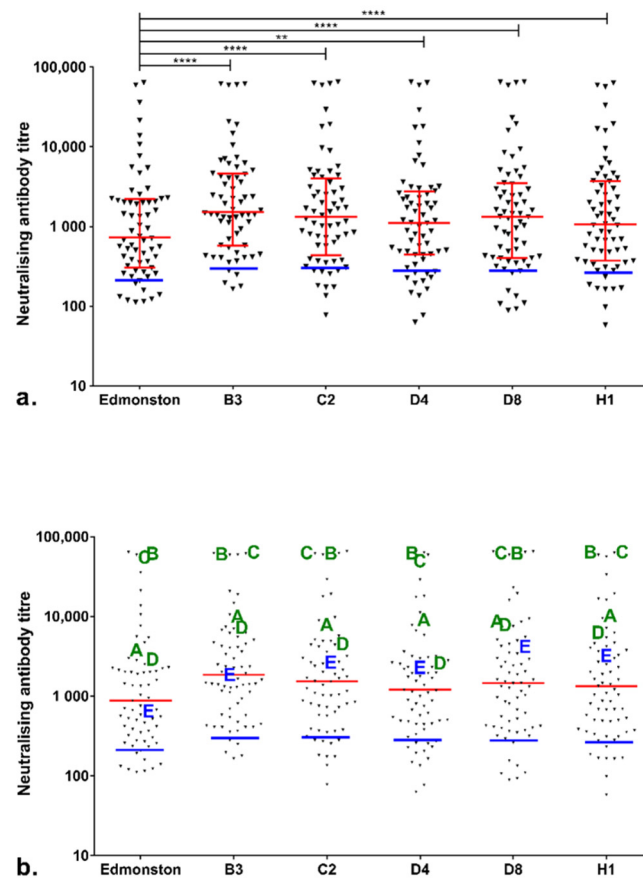 ****
****
**
****
****
100,000
10,000
1 000
100
10
Neutralising antibody titre
Edmonston B3 C2 D4 D8 H1
a.
100,000
10,000
1 000
100
10
Neutralising antibody titre
C B B C C B B C C B B C
A D E A D E A D E A D E A D E A D E
Edmonston B3 C2 D4 D8 H1
b.